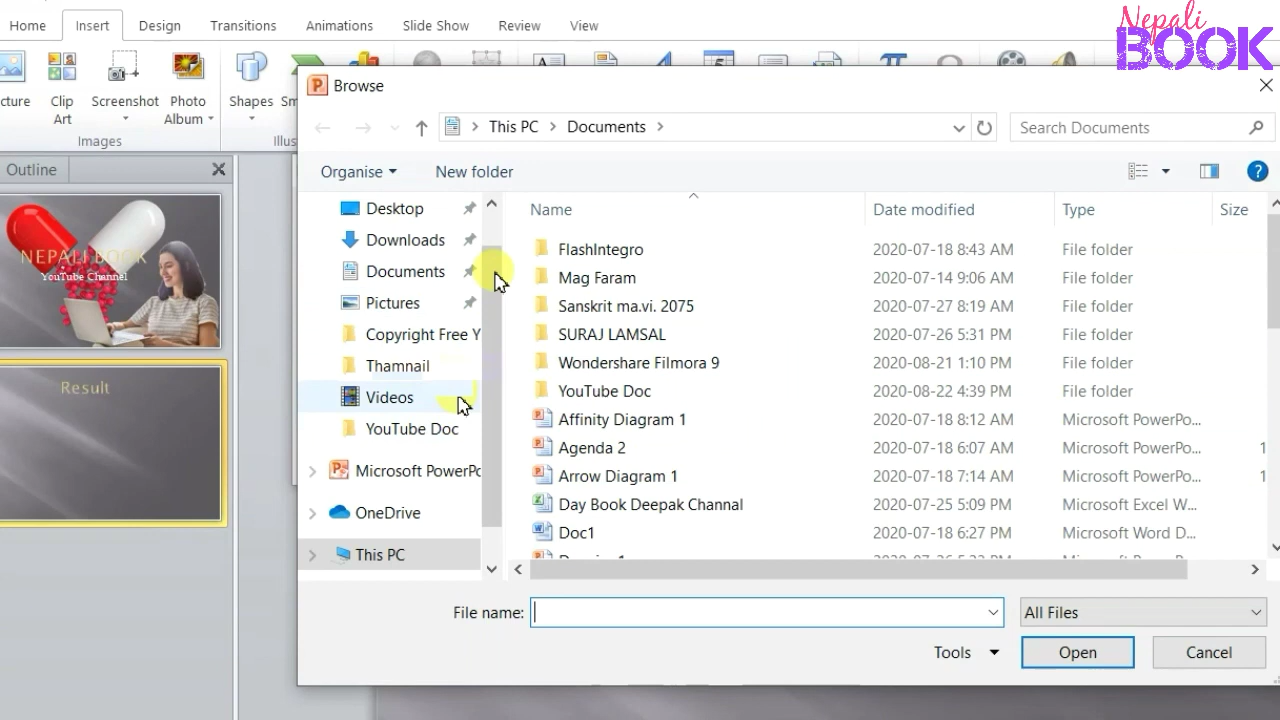 Nepali
BOOK
Home Insert Design Transitions Animations Slide Show Review View
cture Clip Art Screenshot Photo Album Shapes
Images
Outline
NEPALI BOOK
YouTube Channel
Result
Browse
This PC Documents
Search Documents
Organise New folder
Desktop
Downloads
Documents
Pictures
Copyright Free Y
Thamnail
Videos
YouTube Doc
Microsoft PowerPo
OneDrive
This PC
Name Date modified Type Size
FlashIntegro 2020-07-18 8:43 AM File folder
Mag Faram 2020-07-14 9:06 AM File folder
Sanskrit ma.vi. 2075 2020-07-27 8:19 AM File folder
SURAJ LAMSAL 2020-07-26 5:31 PM File folder
Wondershare Filmora 9 2020-08-21 1:10 PM File folder
YouTube Doc 2020-08-22 4:39 PM File folder
Affinity Diagram 1 2020-07-18 8:12 AM Microsoft PowerPo...
Agenda 2 2020-07-18 6:07 AM Microsoft PowerPo... 1
Arrow Diagram 1 2020-07-18 7:14 AM Microsoft PowerPo... 1
Day Book Deepak Channel 2020-07-25 5:09 PM Microsoft Excel W...
Doc1 2020-07-18 6:27 PM Microsoft Word D...
File name: All Files
Tools Open Cancel